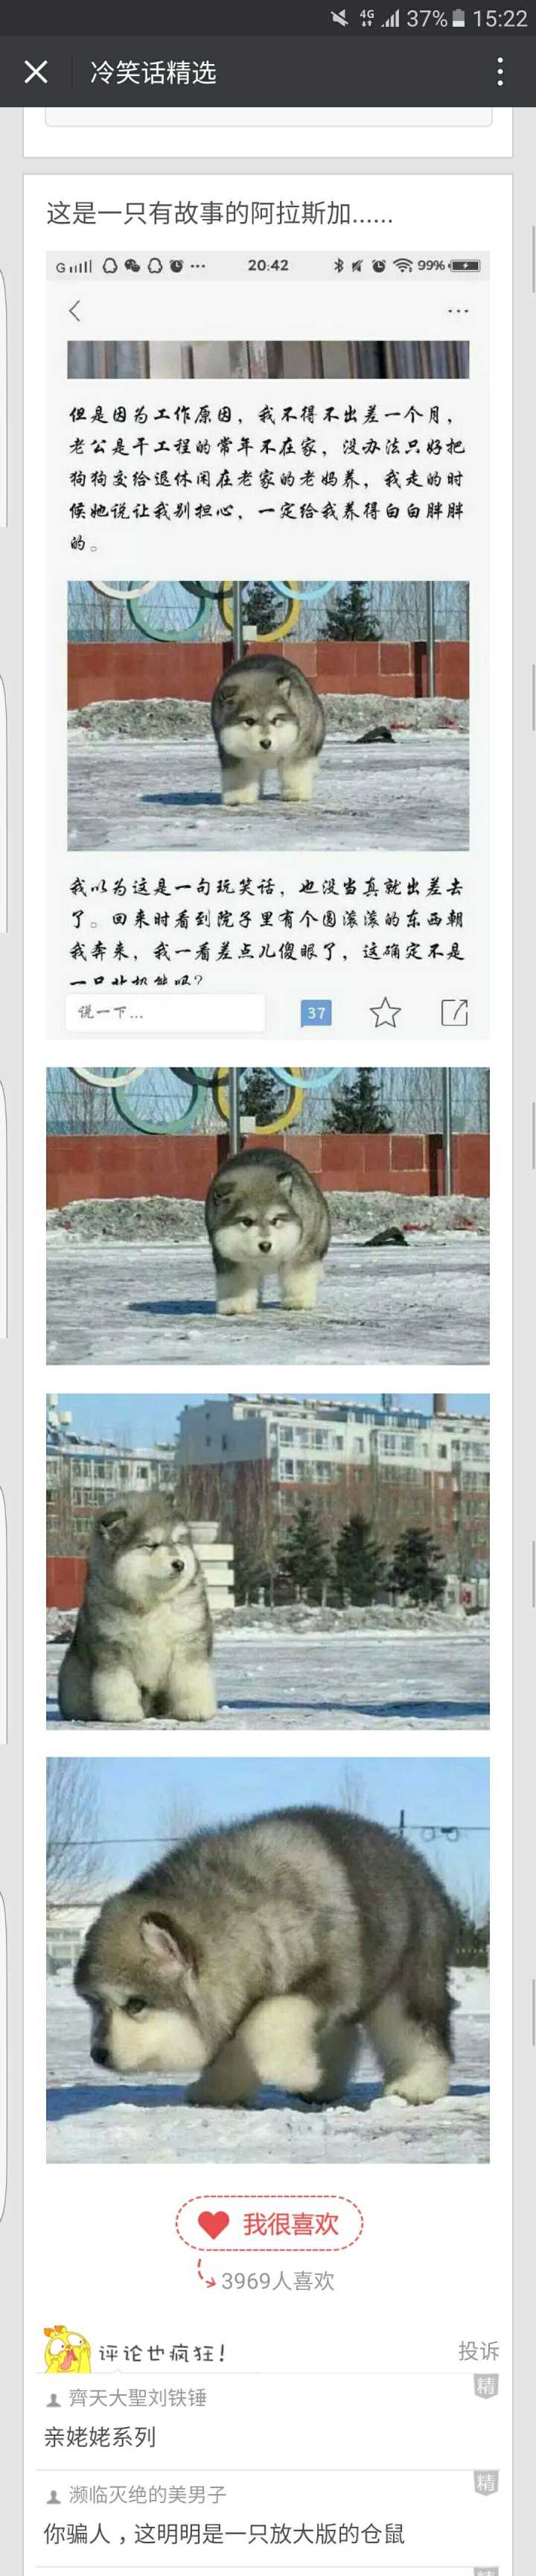 4G 37% 15:22
冷笑话精选
这是一只有故事的阿拉斯加......
G 20:42 99%
但是因为工作原因，我不得不出差一个月，
老公是干工程的常年不在家，没办法只好把
狗狗交给退休闲在老家的老妈养，我走的时
候她说让我别担心，一定给我养得白白胖胖
的。
我以为这是一句玩笑话，也没当真就出差去
了。回来时看到院子里有个圆滚滚的东西朝
我奔来，我一看差点儿傻眼了，这确定不是
一只北极熊吗？
说一下... 37
我很喜欢
3969人喜欢
评论也疯狂！ 投诉
齊天大聖刘铁锤 精
亲姥姥系列
濒临灭绝的美男子 精
你骗人，这明明是一只放大版的仓鼠
精